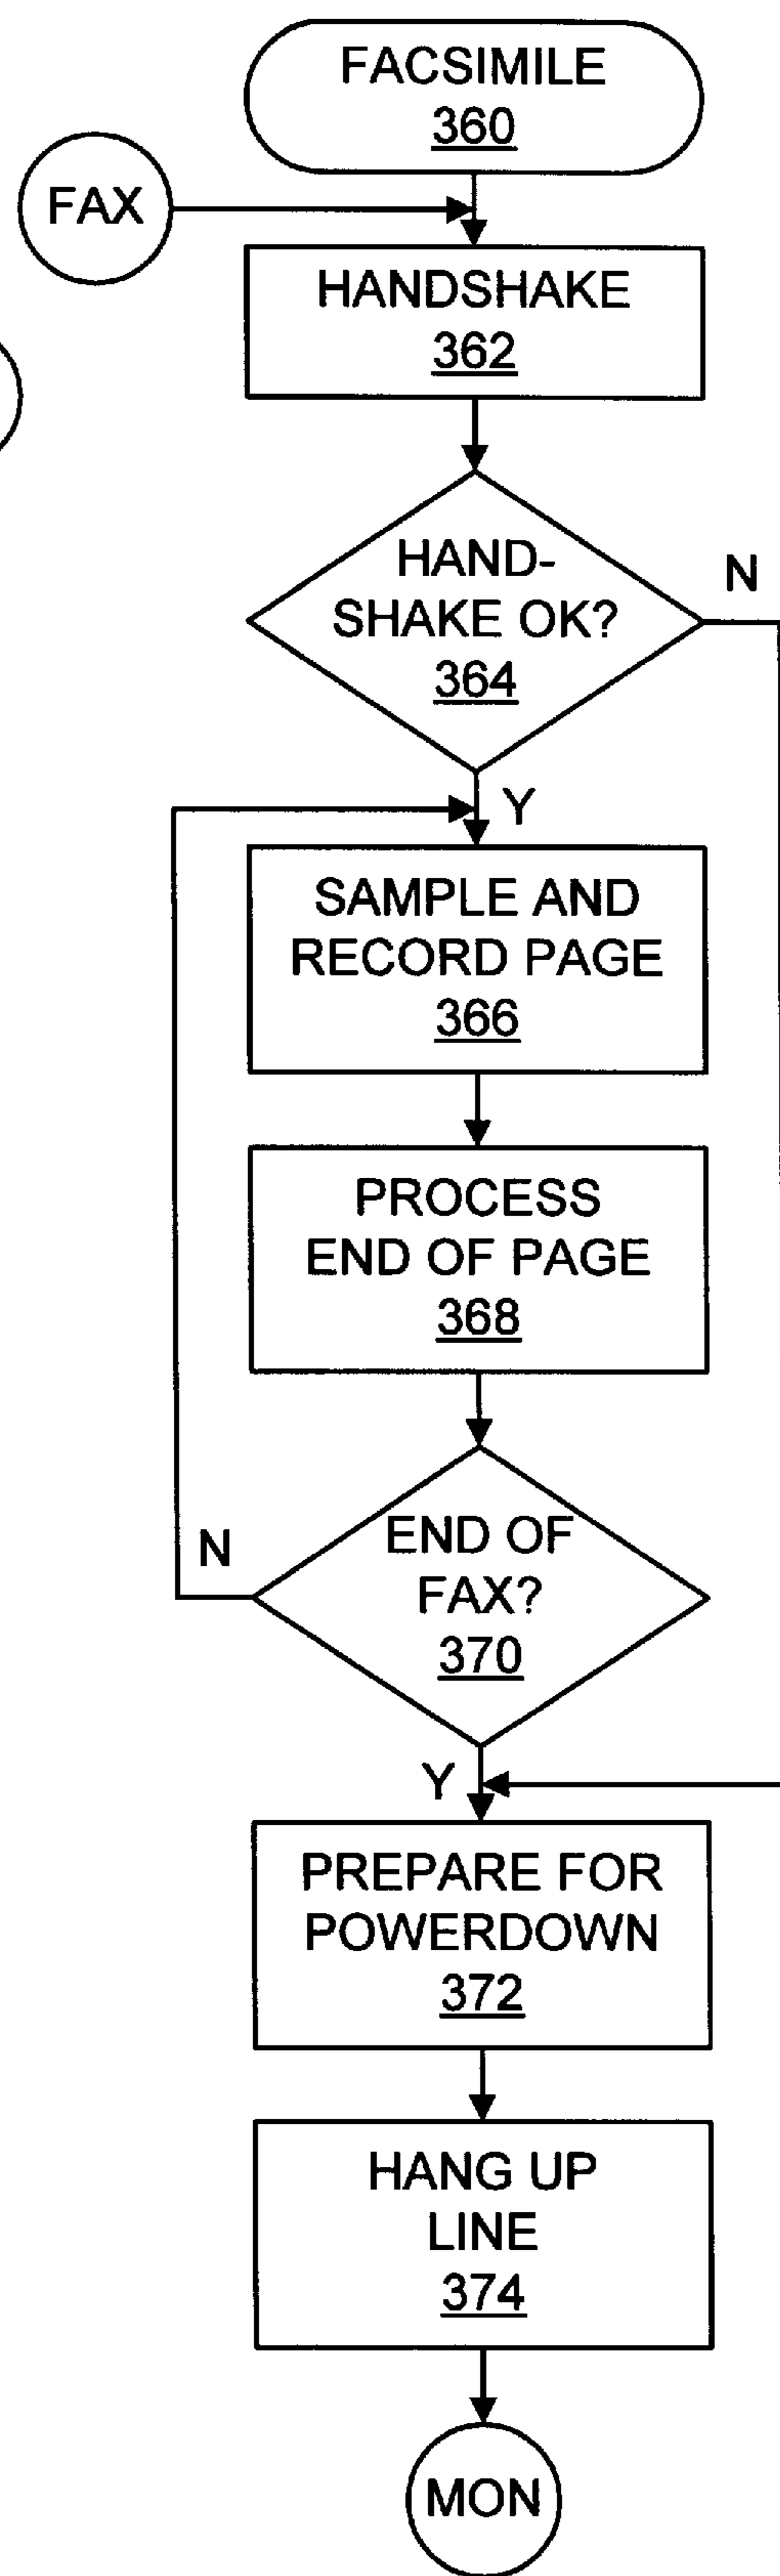 FACSIMILE
360
FAX
HANDSHAKE
362
HAND-
SHAKE OK?
364
N
Y
SAMPLE AND
RECORD PAGE
366
PROCESS
END OF PAGE
368
END OF
FAX?
370
N
Y
PREPARE FOR
POWERDOWN
372
HANG UP
LINE
374
MON